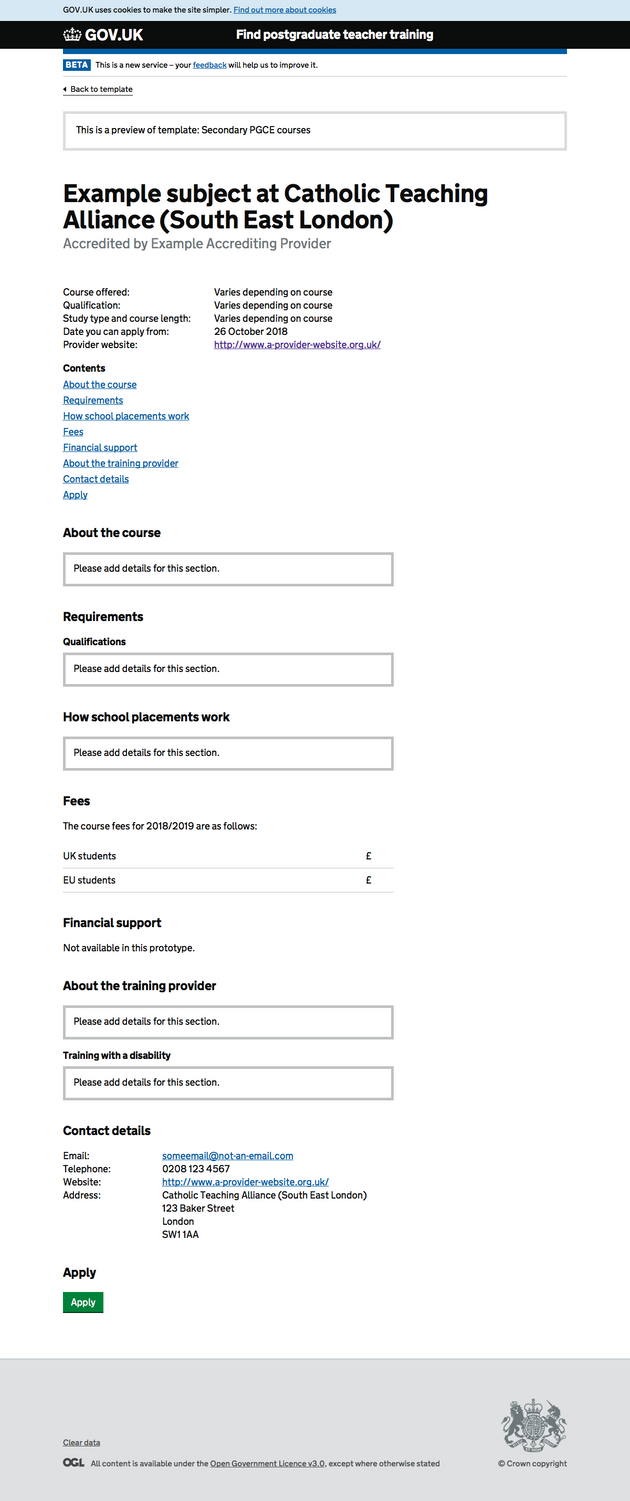 GOV.UK uses cookies to make the site simpler. Find out more about cookies
GOV.UK Find postgraduate teacher training
BETA This is a new service – your feedback will help us to improve it.
Back to template
This is a preview of template: Secondary PGCE courses
Example subject at Catholic Teaching
Alliance (South East London)
Accredited by Example Accrediting Provider
Course offered: Varies depending on course
Qualification: Varies depending on course
Study type and course length: Varies depending on course
Date you can apply from: 26 October 2018
Provider website: http://www.a-provider-website.org.uk/
Contents
About the course
Requirements
How school placements work
Fees
Financial support
About the training provider
Contact details
Apply
About the course
Please add details for this section.
Requirements
Qualifications
Please add details for this section.
How school placements work
Please add details for this section.
Fees
The course fees for 2018/2019 are as follows:
UK students £
EU students £
Financial support
Not available in this prototype.
About the training provider
Please add details for this section.
Training with a disability
Please add details for this section.
Contact details
Email: someemail@not-an-email.com
Telephone: 0208 123 4567
Website: http://www.a-provider-website.org.uk/
Address: Catholic Teaching Alliance (South East London)
123 Baker Street
London
SW1 1AA
Apply
Apply
Clear data
OGL All content is available under the Open Government Licence v3.0, except where otherwise stated
© Crown copyright